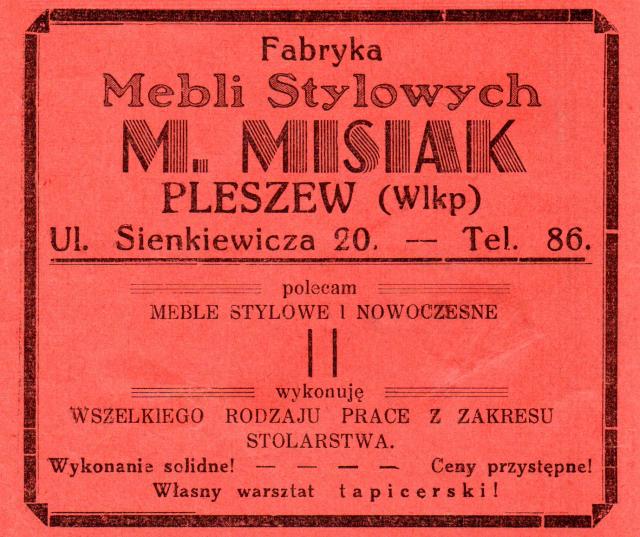 Fabryka
Mebli Stylowych
M. MISIAK
PLESZEW (Wlkp)
Ul. Sienkiewicza 20. — Tel. 86.
polecam
MEBLE STYLOWE I NOWOCZESNE
wykonuję
WSZELKIEGO RODZAJU PRACE Z ZAKRESU
STOLARSTWA.
Wykonanie solidne! — — — — Ceny przystępne!
Własny warsztat tapicerski!